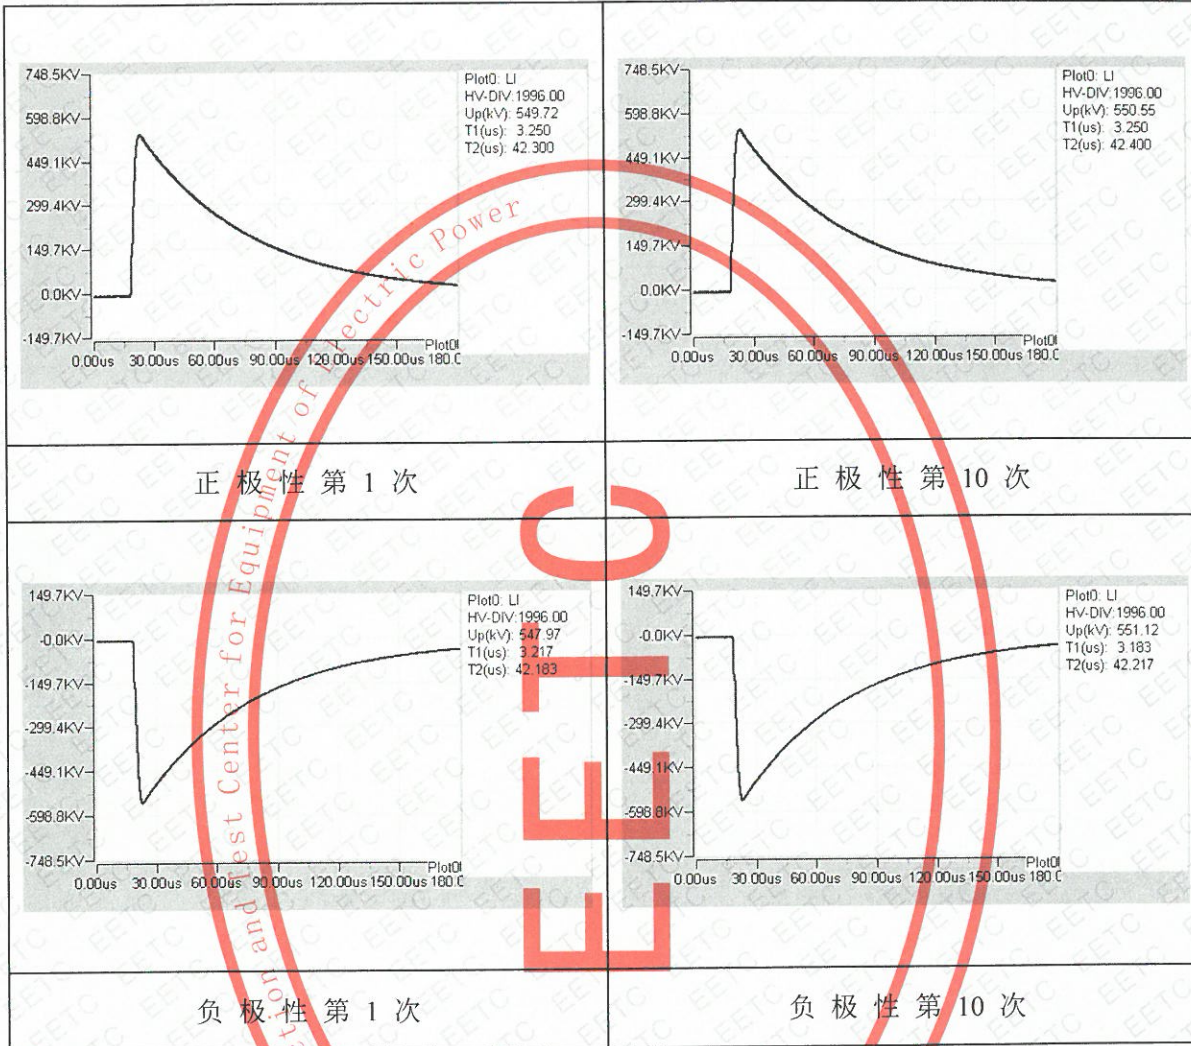 748.5KV
598.8KV
449.1KV
299.4KV
149.7KV
0.0KV
-149.7KV
0.00us 30.00us 60.00us 90.00us 120.00us 150.00us 180.0
Plot0
Plot0: LI
HV-DIV:1996.00
Up(kV): 549.72
T1(us): 3.250
T2(us): 42.300
748.5KV
598.8KV
449.1KV
299.4KV
149.7KV
0.0KV
-149.7KV
0.00us 30.00us 60.00us 90.00us 120.00us 150.00us 180.0
Plot0
Plot0: LI
HV-DIV:1996.00
Up(kV): 550.55
T1(us): 3.250
T2(us): 42.400
正极性第 1 次
正极性第 10 次
149.7KV
-0.0KV
-149.7KV
-299.4KV
-449.1KV
-598.8KV
-748.5KV
0.00us 30.00us 60.00us 90.00us 120.00us 150.00us 180.0
Plot0
Plot0: LI
HV-DIV:1996.00
Up(kV): 547.97
T1(us): 3.217
T2(us): 42.183
149.7KV
-0.0KV
-149.7KV
-299.4KV
-449.1KV
-598.8KV
-748.5KV
0.00us 30.00us 60.00us 90.00us 120.00us 150.00us 180.0
Plot0
Plot0: LI
HV-DIV:1996.00
Up(kV): 551.12
T1(us): 3.183
T2(us): 42.217
负极性第 1 次
负极性第 10 次
EETC
and Test Center for Equipment of Electric Power